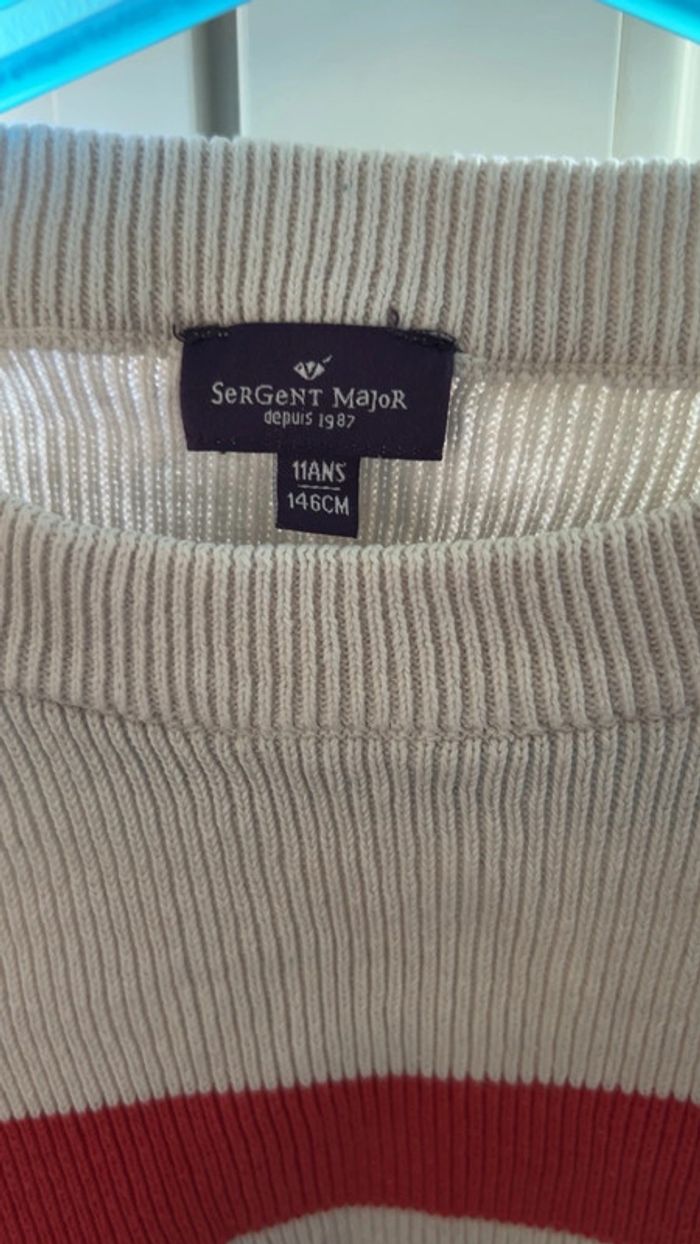 SERGENT MAJOR
depuis 1987
11ANS
146CM